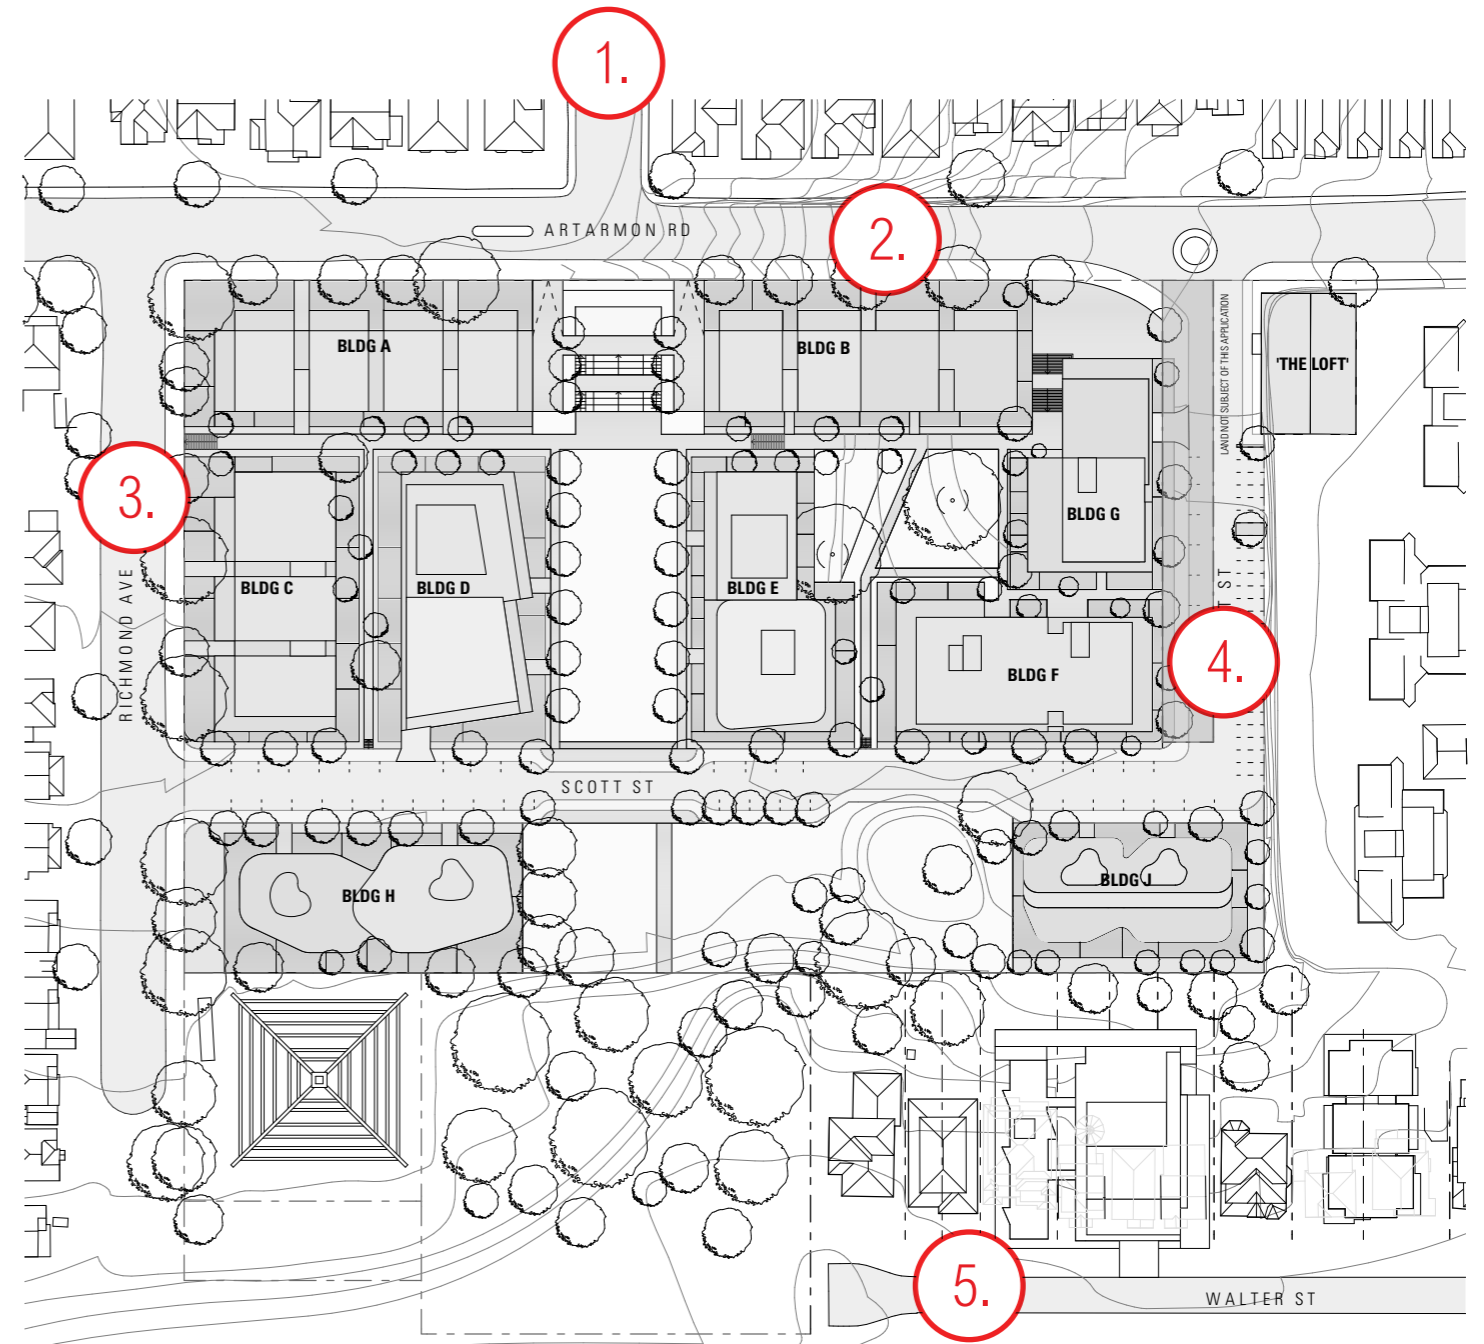 1.
ARTARMON RD
2.
BLDG A
BLDG B
'THE LOFT'
LAND NOT SUBJECT OF THIS APPLICATION
3.
BLDG G
BLDG C
BLDG D
BLDG E
RICHMOND AVE
ST
4.
BLDG F
SCOTT ST
BLDG H
BLDG J
5.
WALTER ST